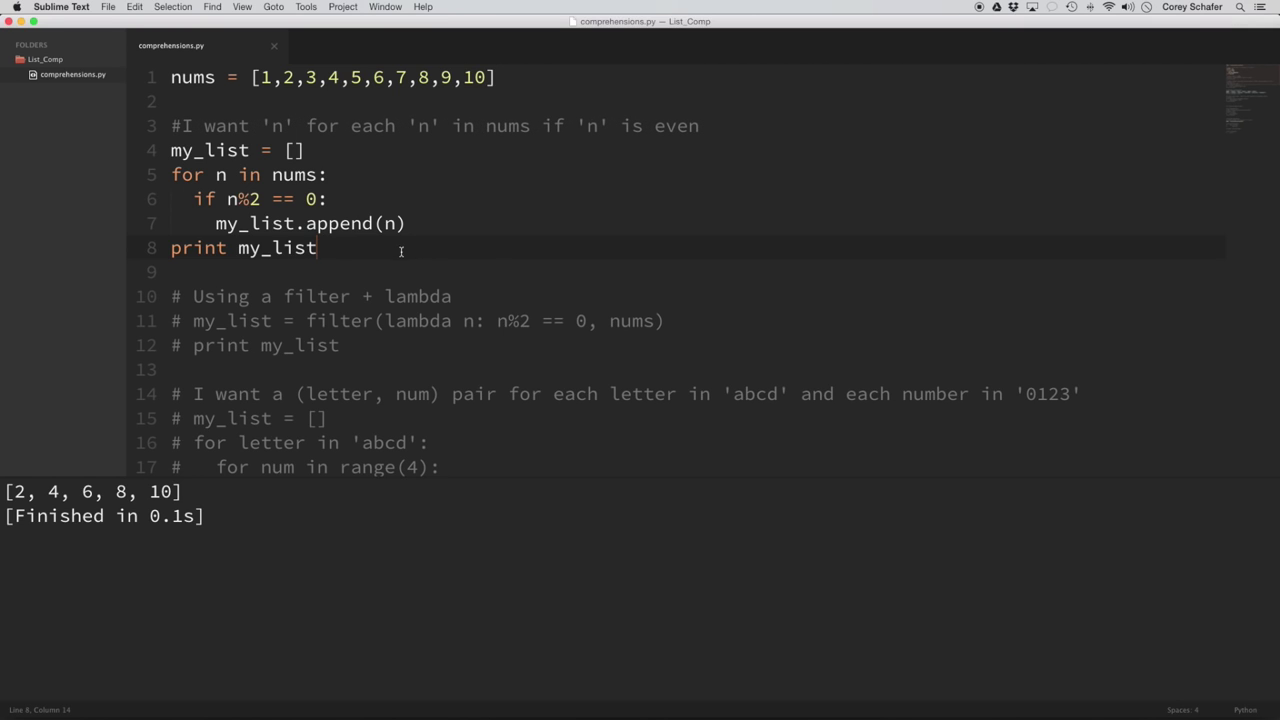 Sublime Text File Edit Selection Find View Goto Tools Project Window Help Corey Schafer
comprehensions.py — List_Comp
FOLDERS
List_Comp
comprehensions.py
comprehensions.py
1 nums = [1,2,3,4,5,6,7,8,9,10]
2
3 #I want 'n' for each 'n' in nums if 'n' is even
4 my_list = []
5 for n in nums:
6 if n%2 == 0:
7 my_list.append(n)
8 print my_list
9
10 # Using a filter + lambda
11 # my_list = filter(lambda n: n%2 == 0, nums)
12 # print my_list
13
14 # I want a (letter, num) pair for each letter in 'abcd' and each number in '0123'
15 # my_list = []
16 # for letter in 'abcd':
17 # for num in range(4):
[2, 4, 6, 8, 10]
[Finished in 0.1s]
Line 8, Column 14 Spaces: 4 Python